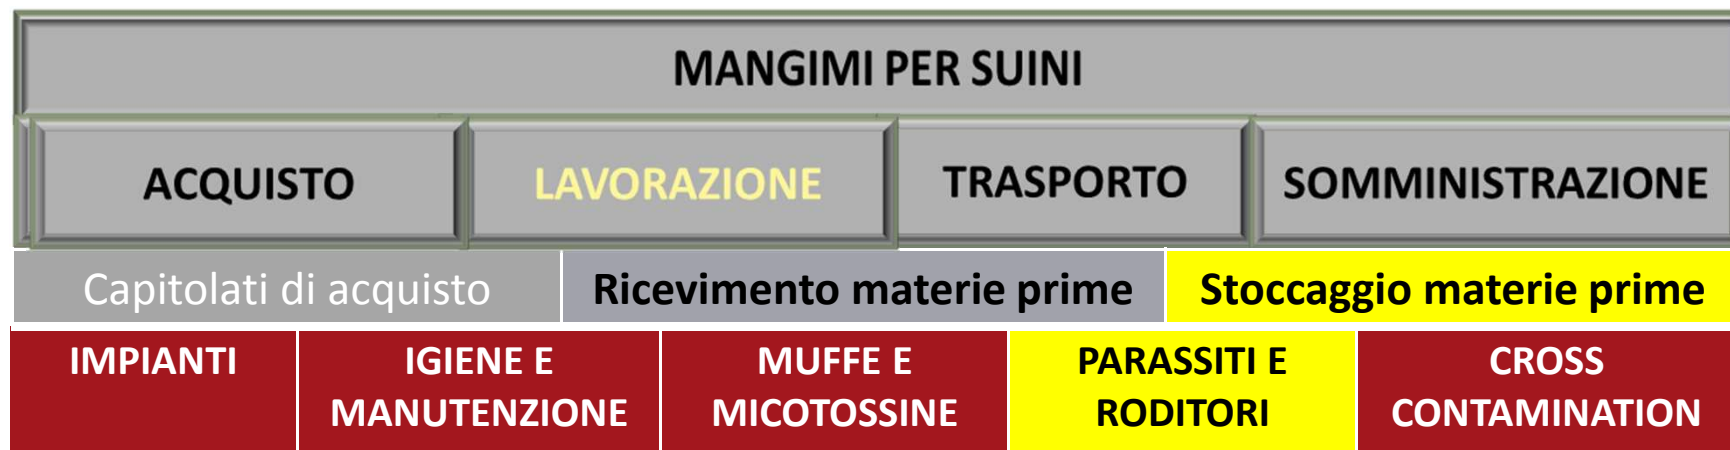 MANGIMI PER SUINI
ACQUISTO
LAVORAZIONE
TRASPORTO
SOMMINISTRAZIONE
Capitolati di acquisto
Ricevimento materie prime
Stoccaggio materie prime
IMPIANTI
IGIENE E
MANUTENZIONE
MUFFE E
MICOTOSSINE
PARASSITI E
RODITORI
CROSS
CONTAMINATION